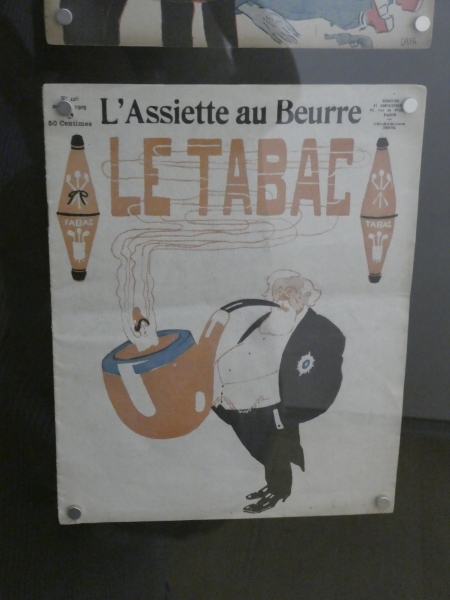 50 Centimes
L'Assiette au Beurre
LE TABAC
TABAC
TABAC